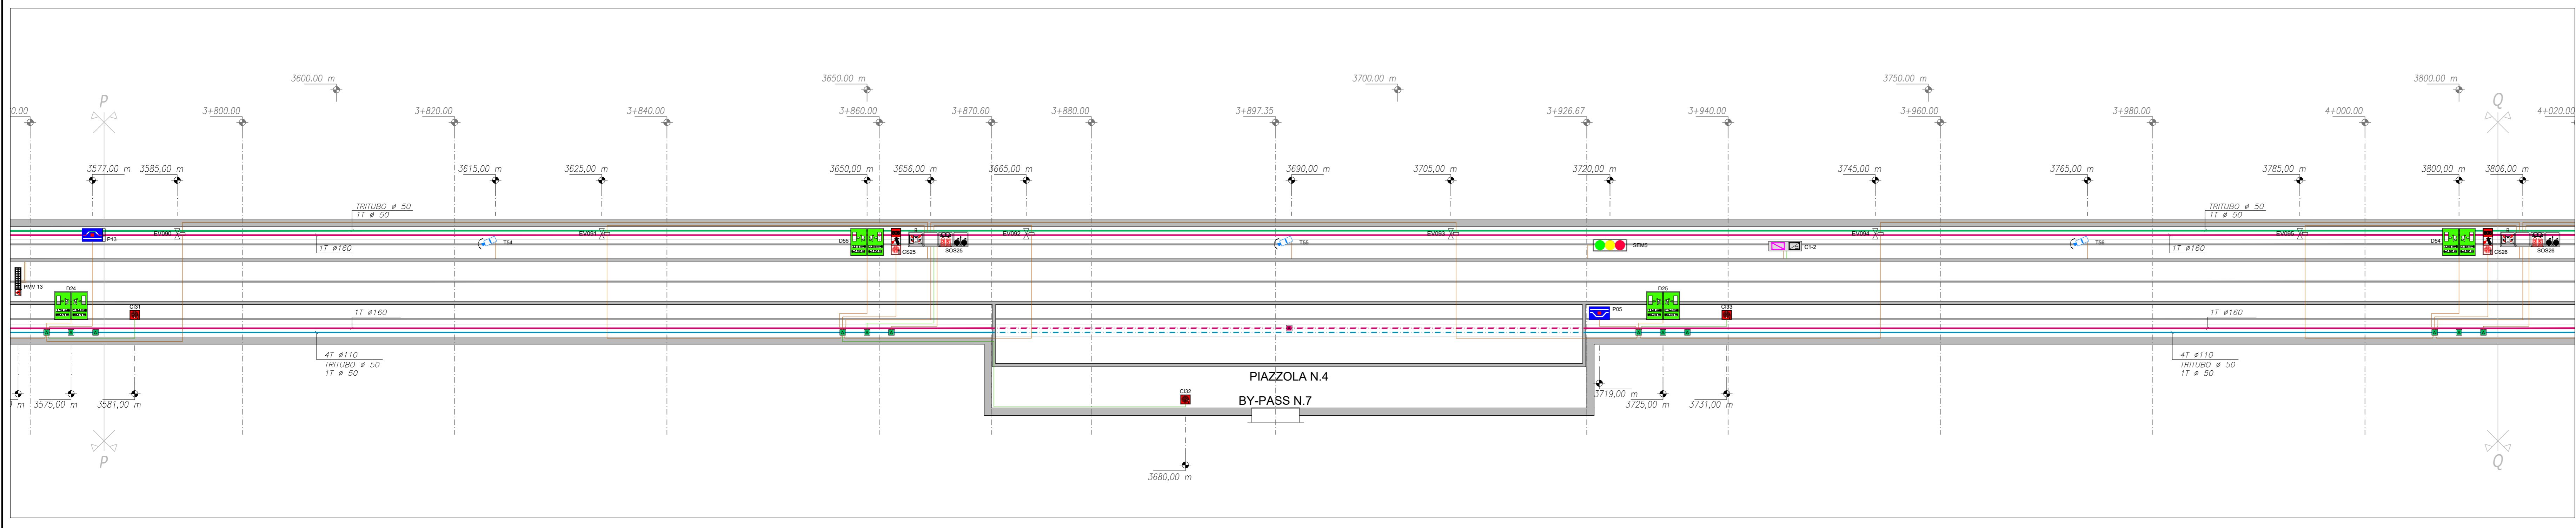 3600.00 m
3650.00 m
3700.00 m
3750.00 m
3800.00 m
P
Q
0.00
3+800.00
3+820.00
3+840.00
3+860.00
3+870.60
3+880.00
3+897.35
3+926.67
3+940.00
3+960.00
3+980.00
4+000.00
4+020.00
3577,00 m
3585,00 m
3615,00 m
3625,00 m
3650,00 m
3656,00 m
3665,00 m
3690,00 m
3705,00 m
3720,00 m
3745,00 m
3765,00 m
3785,00 m
3800,00 m
3806,00 m
TRITUBO ø 50
1T ø 50
TRITUBO ø 50
1T ø 50
P13
EV090
1T ø160
T54
EV091
D55
CS25
SOS25
EV092
T55
EV093
SEM5
C1-2
EV094
T56
1T ø160
EV095
D54
CS26
SOS26
PMV 13
D24
CI31
1T ø160
P05
D25
CI33
1T ø160
4T ø110
TRITUBO ø 50
1T ø 50
4T ø110
TRITUBO ø 50
1T ø 50
PIAZZOLA N.4
CI32
BY-PASS N.7
1 m
3575,00 m
3581,00 m
3719,00 m
3725,00 m
3731,00 m
P
Q
3680,00 m